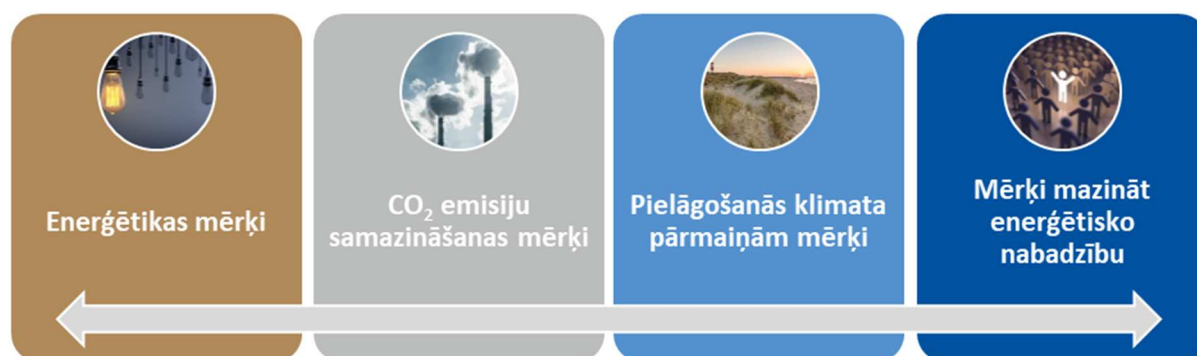 Enerģētikas mērķi
CO₂ emisiju
samazināšanas mērķi
Pielāgošanās klimata
pārmaiņām mērķi
Mērķi mazināt
enerģētisko
nabadzību